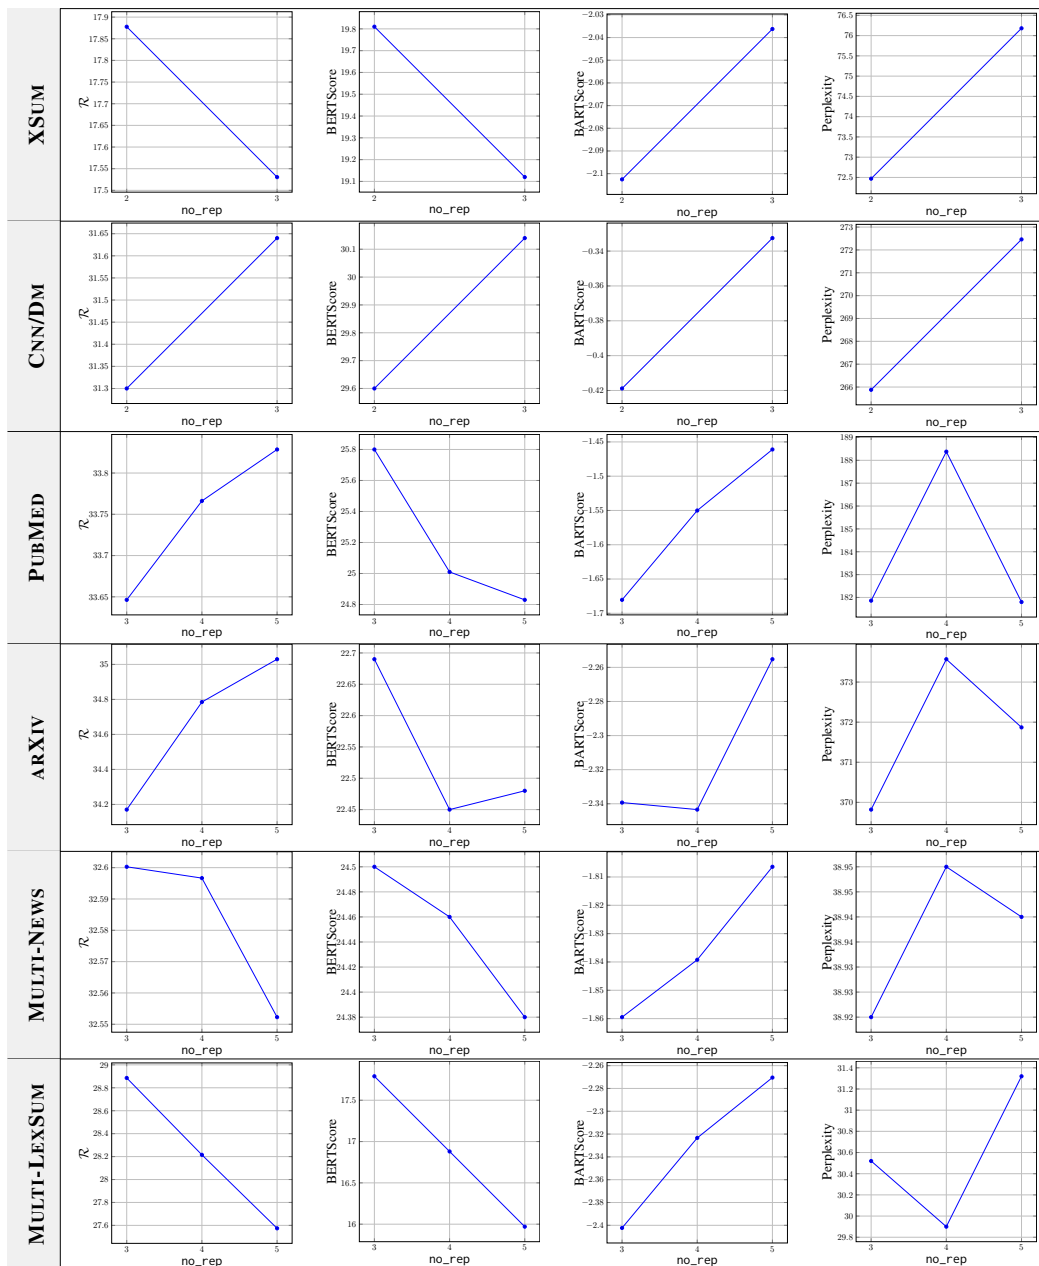 XSUM
17.9
17.85
17.8
17.75
17.7
17.65
17.6
17.55
17.5
R
2 3
no_rep
19.8
19.7
19.6
19.5
19.4
19.3
19.2
19.1
BERTScore
2 3
no_rep
−2.03
−2.04
−2.05
−2.06
−2.07
−2.08
−2.09
−2.1
BARTScore
2 3
no_rep
76.5
76
75.5
75
74.5
74
73.5
73
72.5
Perplexity
2 3
no_rep
CNN/DM
31.65
31.6
31.55
31.5
31.45
31.4
31.35
31.3
R
2 3
no_rep
30.1
30
29.9
29.8
29.7
29.6
BERTScore
2 3
no_rep
−0.34
−0.36
−0.38
−0.4
−0.42
BARTScore
2 3
no_rep
273
272
271
270
269
268
267
266
Perplexity
2 3
no_rep
PUBMED
33.8
33.75
33.7
33.65
R
3 4 5
no_rep
25.8
25.6
25.4
25.2
25
24.8
BERTScore
3 4 5
no_rep
−1.45
−1.5
−1.55
−1.6
−1.65
−1.7
BARTScore
3 4 5
no_rep
189
188
187
186
185
184
183
182
Perplexity
3 4 5
no_rep
ARXIV
35
34.8
34.6
34.4
34.2
R
3 4 5
no_rep
22.7
22.65
22.6
22.55
22.5
22.45
BERTScore
3 4 5
no_rep
−2.26
−2.28
−2.3
−2.32
−2.34
BARTScore
3 4 5
no_rep
373
372
371
370
Perplexity
3 4 5
no_rep
MULTI-NEWS
32.6
32.59
32.58
32.57
32.56
32.55
R
3 4 5
no_rep
24.5
24.48
24.46
24.44
24.42
24.4
24.38
BERTScore
3 4 5
no_rep
−1.81
−1.82
−1.83
−1.84
−1.85
−1.86
BARTScore
3 4 5
no_rep
38.95
38.95
38.94
38.94
38.93
38.93
38.92
Perplexity
3 4 5
no_rep
MULTI-LEXSUM
29
28.8
28.6
28.4
28.2
28
27.8
27.6
R
3 4 5
no_rep
17.5
17
16.5
16
BERTScore
3 4 5
no_rep
−2.26
−2.28
−2.3
−2.32
−2.34
−2.36
−2.38
−2.4
BARTScore
3 4 5
no_rep
31.4
31.2
31
30.8
30.6
30.4
30.2
30
29.8
Perplexity
3 4 5
no_rep